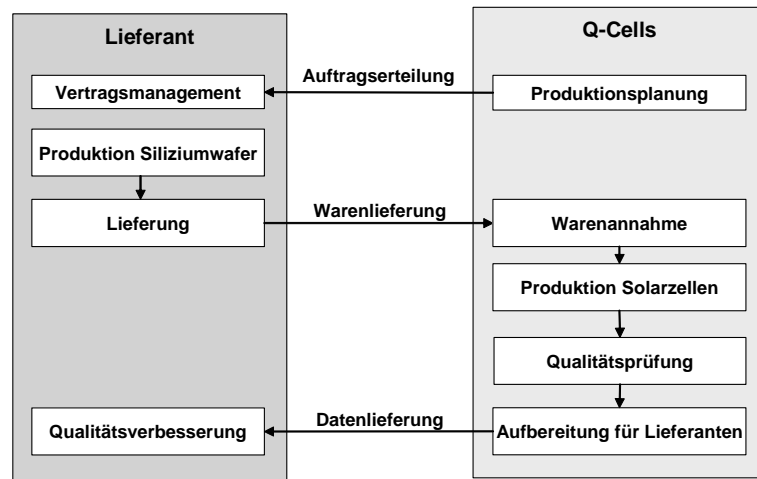 Lieferant
Q-Cells
Auftragserteilung
Vertragsmanagement
Produktionsplanung
Produktion Siliziumwafer
Warenlieferung
Lieferung
Warenannahme
Produktion Solarzellen
Qualitätsprüfung
Datenlieferung
Qualitätsverbesserung
Aufbereitung für Lieferanten